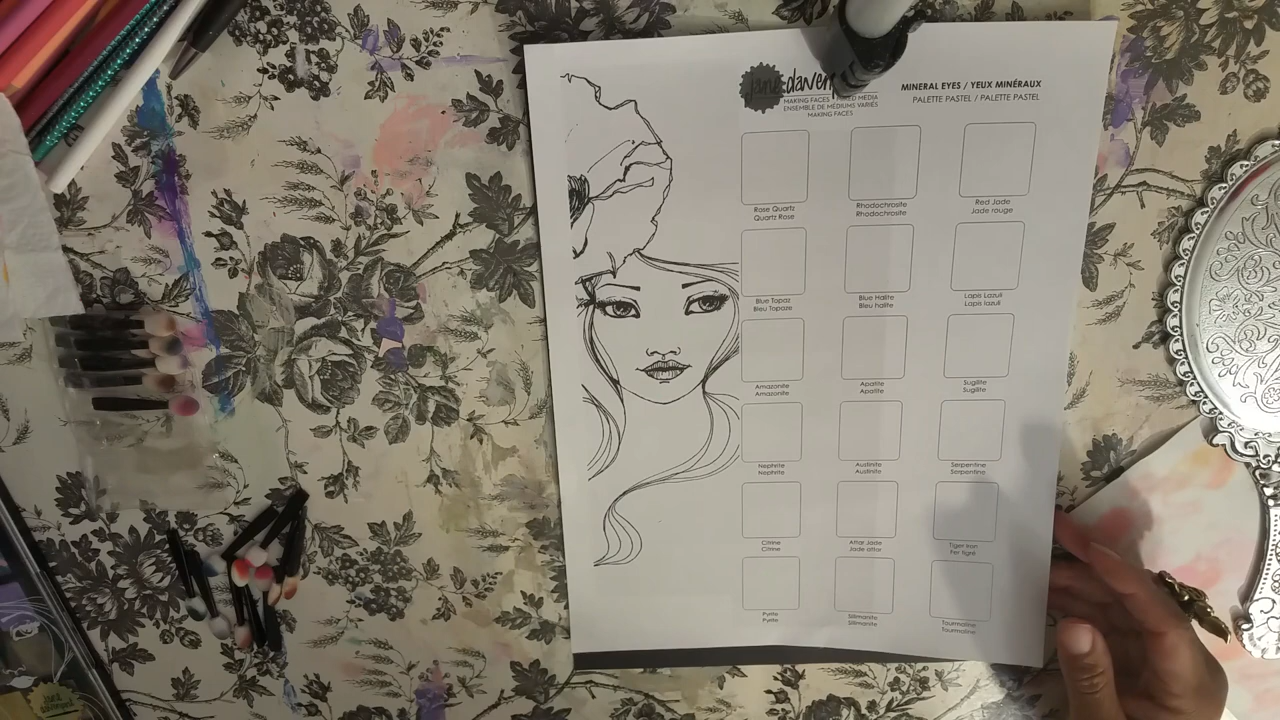 jane
MAKING FACES MEDIA
ENSEMBLE DE MÉDIUMS VARIÉS
MAKING FACES
MINERAL EYES / YEUX MINÉRAUX
PALETTE PASTEL / PALETTE PASTEL
Rose Quartz
Quartz Rose
Rhodochrosite
Rhodochrosite
Red Jade
Jade rouge
Blue Topaz
Bleu Topaze
Blue Halite
Bleu halite
Lapis Lazuli
Lapis lazuli
Amazonite
Amazonite
Apatite
Apatite
Sugilite
Sugilite
Nephrite
Nephrite
Austinite
Austinite
Serpentine
Serpentine
Citrine
Citrine
Attar Jade
Jade attar
Tiger Iron
Fer tigré
Pyrite
Pyrite
Sillimanite
Sillimanite
Tourmaline
Tourmaline